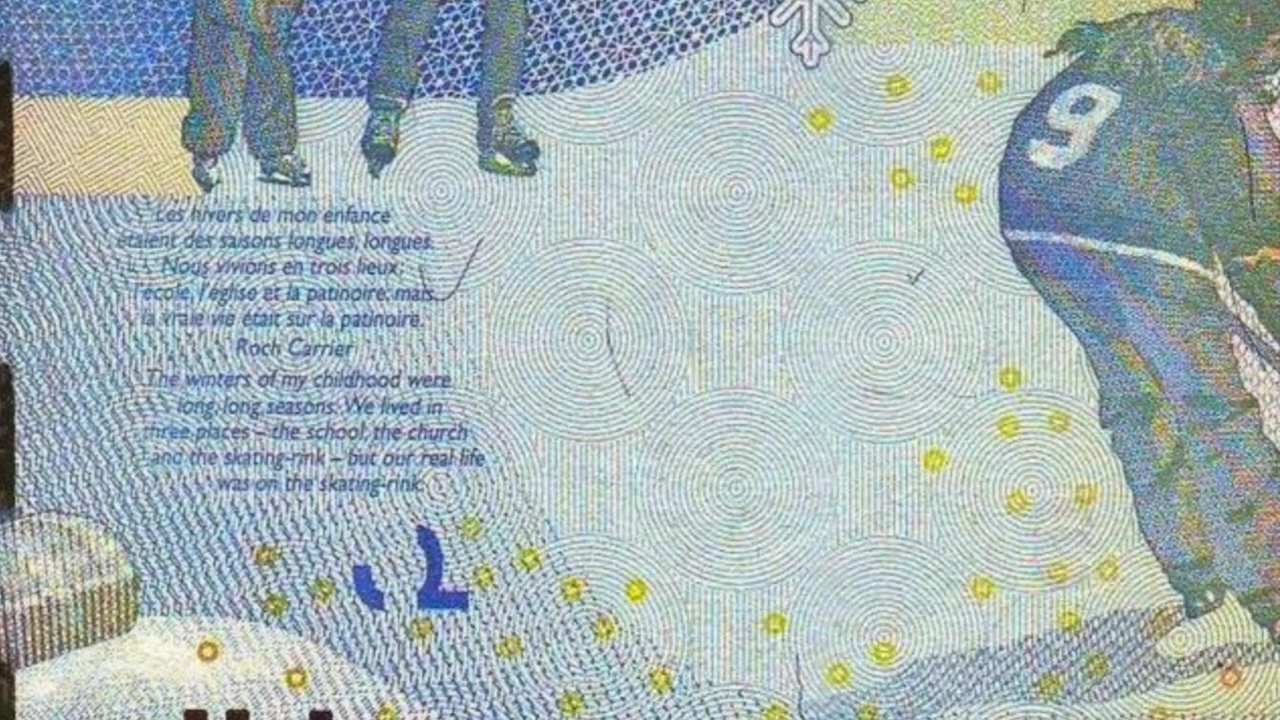 9
Les hivers de mon enfance
étaient des saisons longues, longues.
Nous vivions en trois lieux:
l'école, l'église et la patinoire; mais
la vraie vie était sur la patinoire.
Roch Carrier
The winters of my childhood were
long, long seasons. We lived in
three places – the school, the church
and the skating-rink – but our real life
was on the skating-rink.